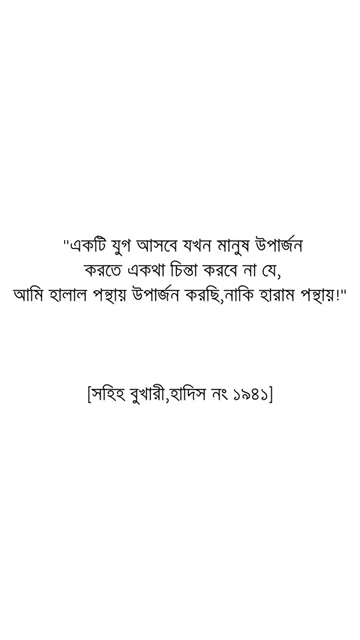 "একটি যুগ আসবে যখন মানুষ উপার্জন
করতে একথা চিন্তা করবে না যে,
আমি হালাল পন্থায় উপার্জন করছি,নাকি হারাম পন্থায়!"
[সহিহ বুখারী,হাদিস নং ১৯৪১]